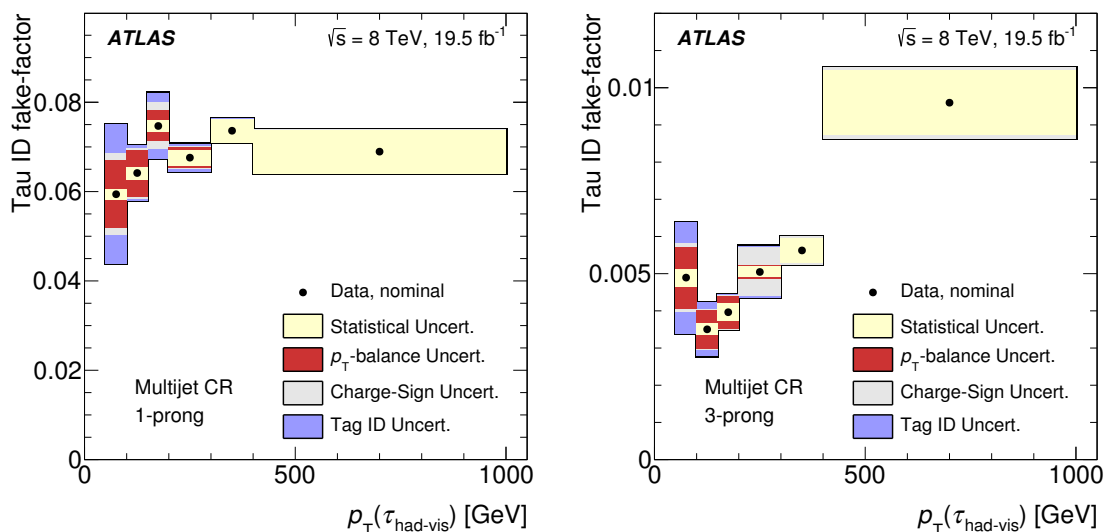 Tau ID fake-factor
ATLAS
√s = 8 TeV, 19.5 fb⁻¹
0.08
0.06
0.04
0.02
0
Data, nominal
Statistical Uncert.
p_T-balance Uncert.
Charge-Sign Uncert.
Tag ID Uncert.
Multijet CR
1-prong
0 500 1000
p_T(τ_had-vis) [GeV]
Tau ID fake-factor
ATLAS
√s = 8 TeV, 19.5 fb⁻¹
0.01
0.005
0
Data, nominal
Statistical Uncert.
p_T-balance Uncert.
Charge-Sign Uncert.
Tag ID Uncert.
Multijet CR
3-prong
0 500 1000
p_T(τ_had-vis) [GeV]